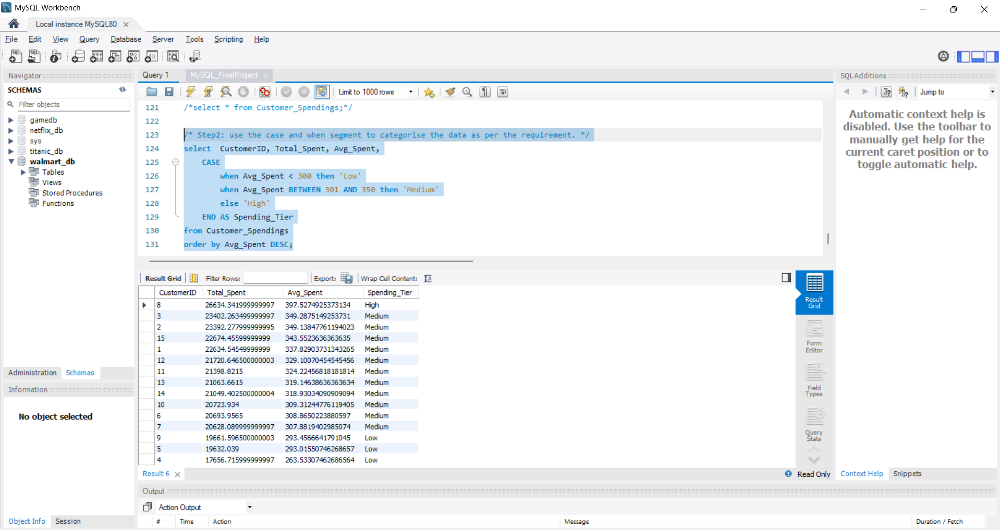 MySQL Workbench
Local instance MySQL80
File Edit View Query Database Server Tools Scripting Help
Navigator
SCHEMAS
Filter objects
gamedb
netflix_db
sys
titanic_db
walmart_db
Tables
Views
Stored Procedures
Functions
Administration Schemas
Information
No object selected
Object Info Session
Query 1 MySQL_FinalProject
Limit to 1000 rows
121 /*select * from Customer_Spendings;*/
122
123 /* Step2: use the case and when segment to categorise the data as per the requirement. */
124 select CustomerID, Total_Spent, Avg_Spent,
125 CASE
126 when Avg_Spent < 300 then 'Low'
127 when Avg_Spent BETWEEN 301 AND 350 then 'Medium'
128 else 'High'
129 END AS Spending_Tier
130 from Customer_Spendings
131 order by Avg_Spent DESC;
Result Grid Filter Rows: Export: Wrap Cell Content:
CustomerID Total_Spent Avg_Spent Spending_Tier
8 26634.341999999997 397.5274925373134 High
3 23402.263499999997 349.2875149253731 Medium
2 23392.277999999995 349.13847761194023 Medium
15 22674.45599999999 343.5523636363635 Medium
1 22634.54549999999 337.82903731343265 Medium
12 21720.646500000003 329.10070454545456 Medium
11 21398.8215 324.22456818181814 Medium
13 21063.6615 319.14638636363634 Medium
14 21049.402500000004 318.93034090909094 Medium
10 20723.934 309.31244776119405 Medium
6 20693.9565 308.8650223880597 Medium
7 20628.089999999997 307.8819402985074 Medium
9 19661.596500000003 293.4566641791045 Low
5 19632.039 293.01550746268657 Low
4 17656.715999999997 263.53307462686564 Low
Result 6
Read Only
Result
Grid
Form
Editor
Field
Types
Query
Stats
SQLAdditions
Jump to
Automatic context help is
disabled. Use the toolbar to
manually get help for the
current caret position or to
toggle automatic help.
Context Help Snippets
Output
Action Output
# Time Action Message Duration / Fetch